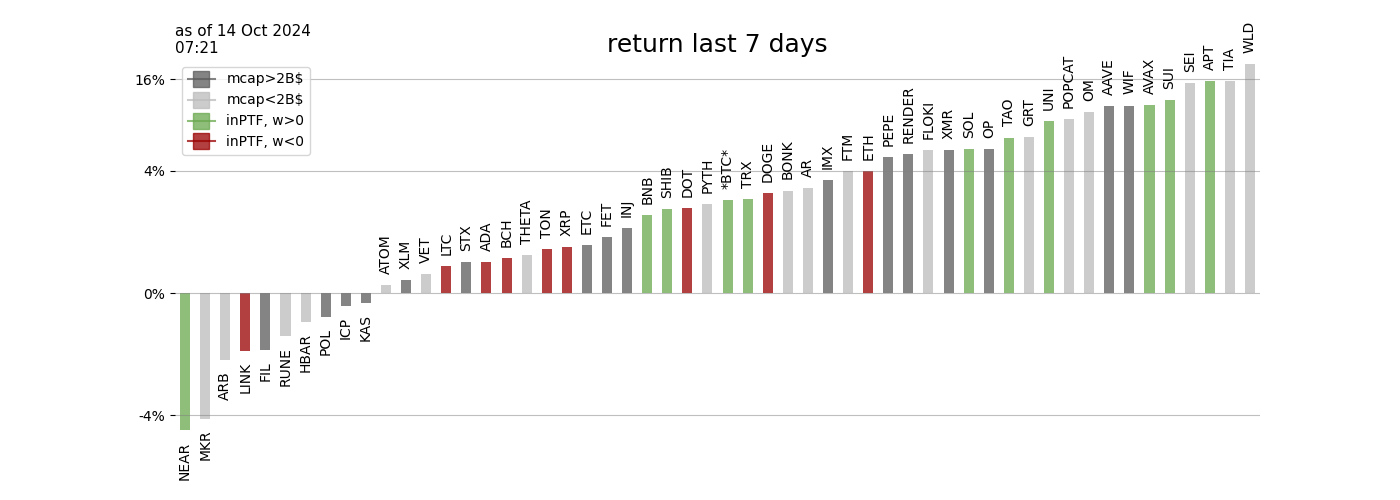 as of 14 Oct 2024
07:21
return last 7 days
mcap>2B$
mcap<2B$
inPTF, w>0
inPTF, w<0
16%
4%
0%
-4%
NEAR
MKR
ARB
LINK
FIL
RUNE
HBAR
POL
ICP
KAS
ATOM
XLM
VET
LTC
STX
ADA
BCH
THETA
TON
XRP
ETC
FET
INJ
BNB
SHIB
DOT
PYTH
*BTC*
TRX
DOGE
BONK
AR
IMX
FTM
ETH
PEPE
RENDER
FLOKI
XMR
SOL
OP
TAO
GRT
UNI
POPCAT
OM
AAVE
WIF
AVAX
SUI
SEI
APT
TIA
WLD